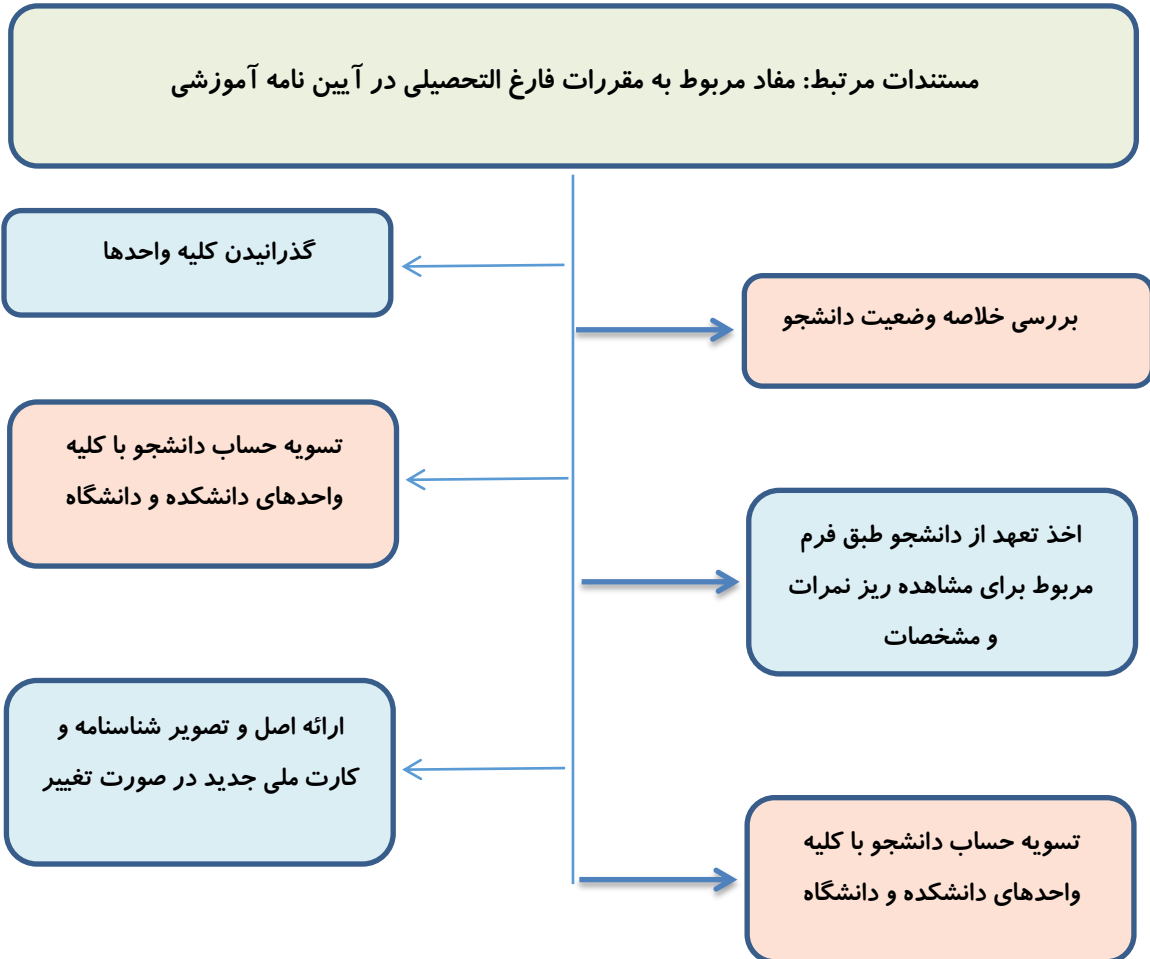 مستندات مرتبط: مفاد مربوط به مقررات فارغ التحصیلی در آیین نامه آموزشی
گذرانیدن کلیه واحدها
بررسی خلاصه وضعیت دانشجو
تسویه حساب دانشجو با کلیه
واحدهای دانشکده و دانشگاه
اخذ تعهد از دانشجو طبق فرم
مربوط برای مشاهده ریز نمرات
و مشخصات
ارائه اصل و تصویر شناسنامه و
کارت ملی جدید در صورت تغییر
تسویه حساب دانشجو با کلیه
واحدهای دانشکده و دانشگاه